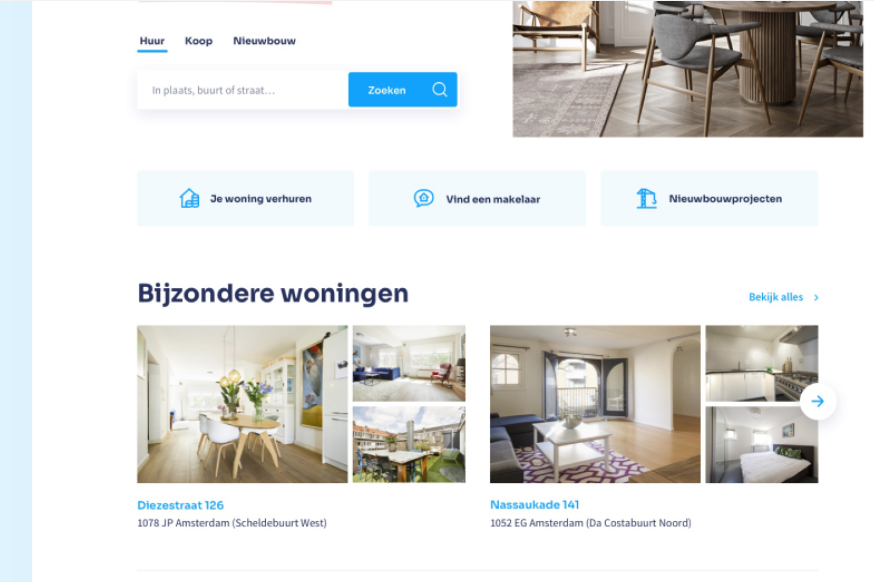 Huur Koop Nieuwbouw
In plaats, buurt of straat... Zoeken
Je woning verhuren Vind een makelaar Nieuwbouwprojecten
Bijzondere woningen Bekijk alles
Diezestraat 126 Nassaukade 141
1078 JP Amsterdam (Scheldebuurt West) 1052 EG Amsterdam (Da Costabuurt Noord)